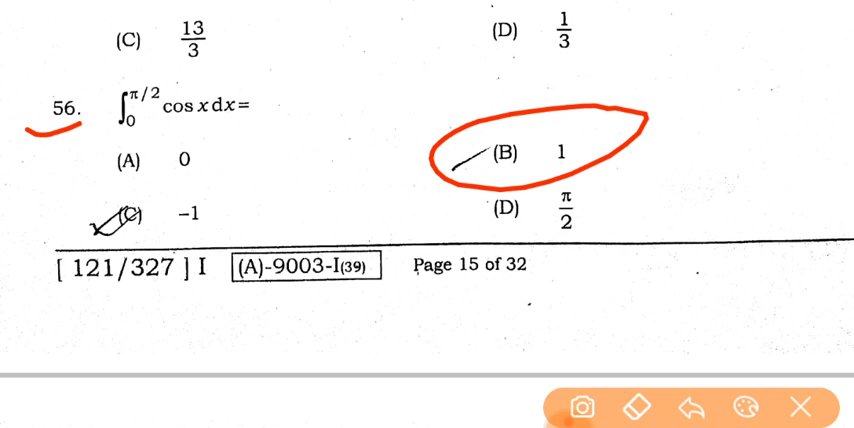 (C) 13/3 (D) 1/3
56. ∫₀^π/2 cos x dx =
(A) 0 (B) 1
(C) -1 (D) π/2
[ 121/327 ] I (A)-9003-I(39) Page 15 of 32